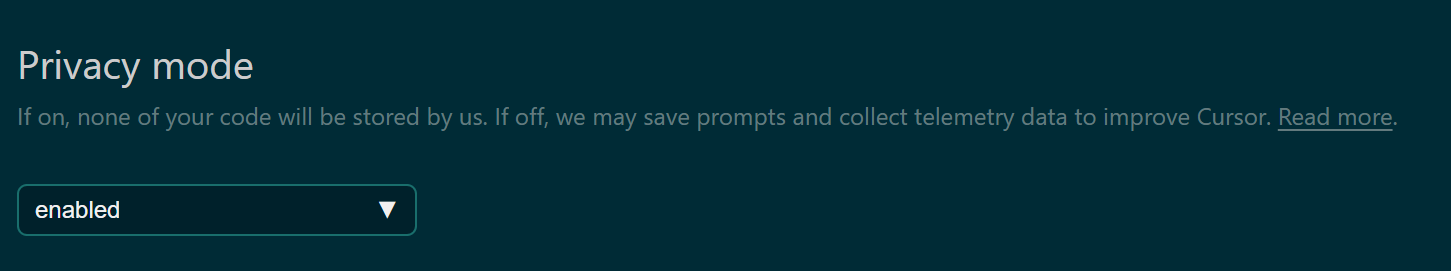 Privacy mode
If on, none of your code will be stored by us. If off, we may save prompts and collect telemetry data to improve Cursor. Read more.
enabled